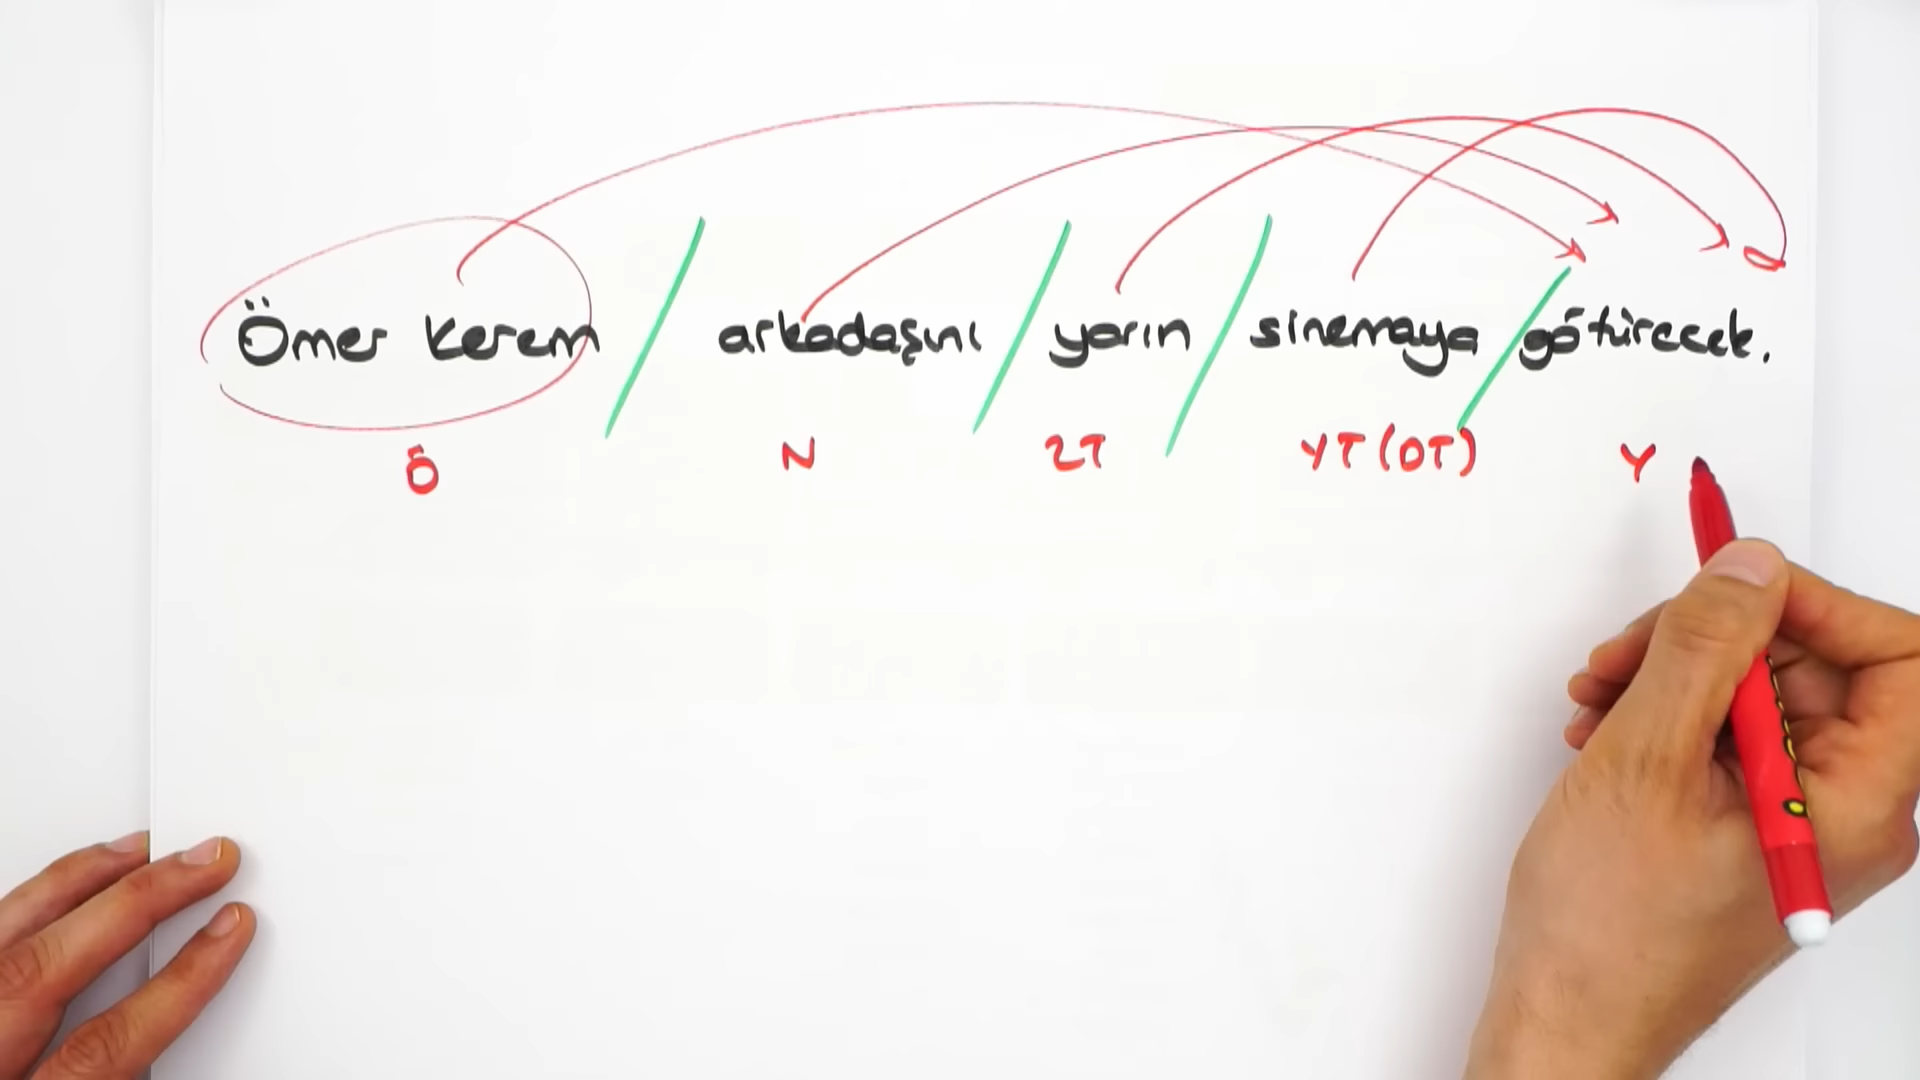 Ömer Kerem / arkadaşını / yarın / sinemaya / götürecek.
Ö N ZT YT (DT) Y